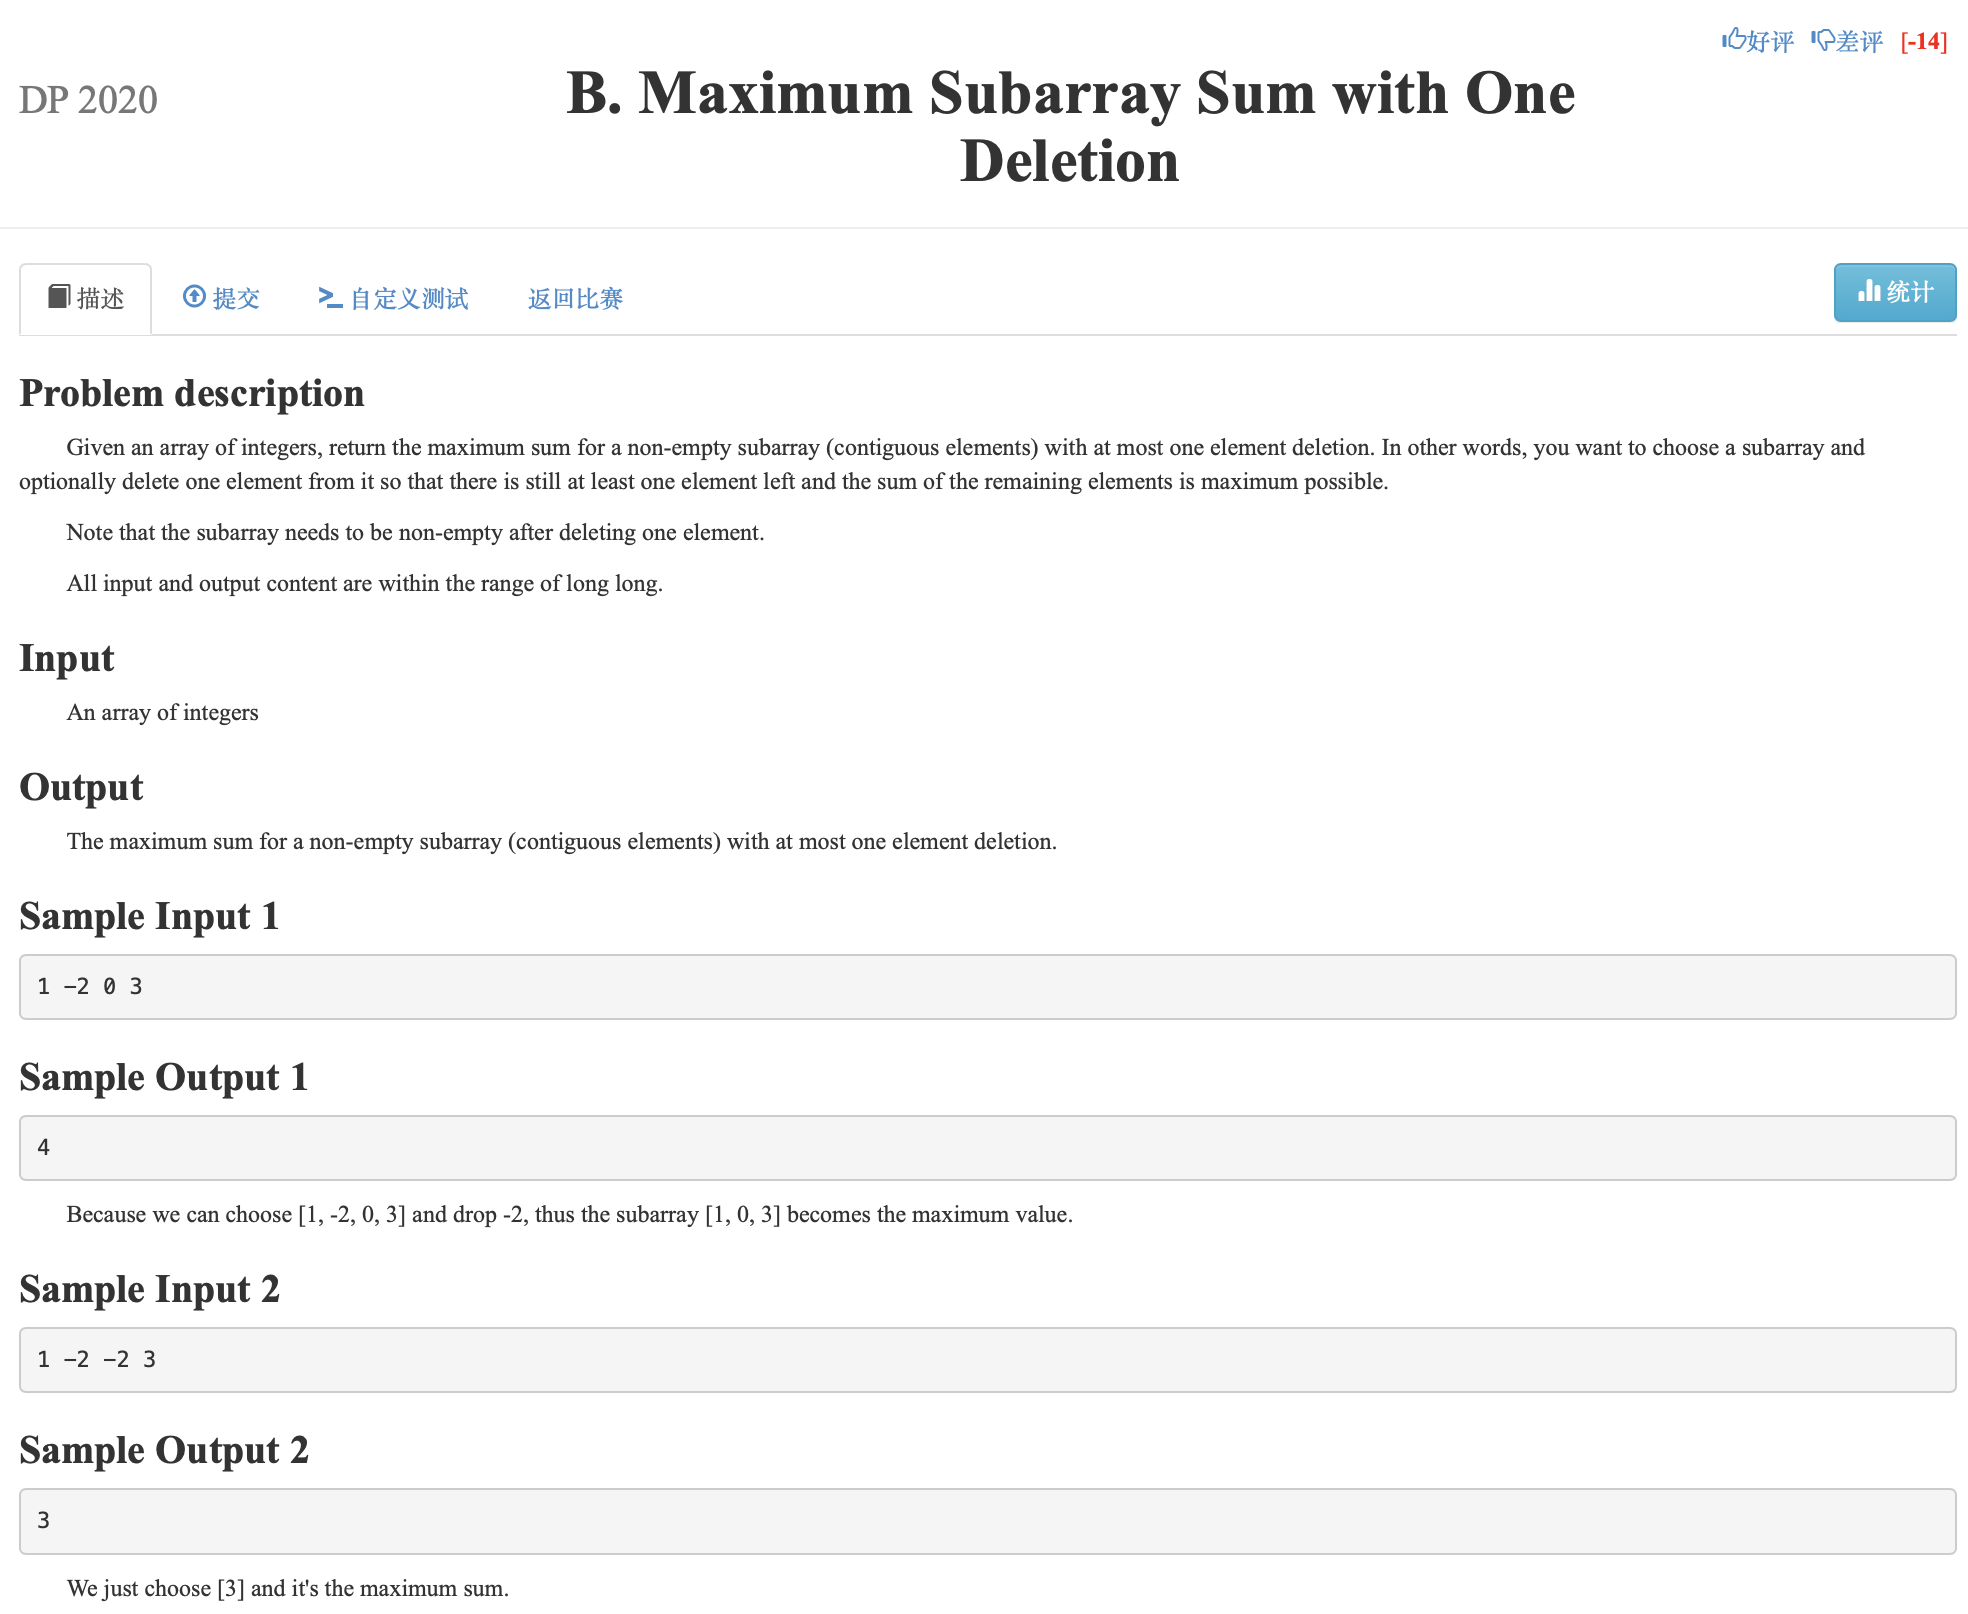 好评 差评 [-14]
DP 2020
B. Maximum Subarray Sum with One
Deletion
描述 提交 自定义测试 返回比赛 统计
Problem description
Given an array of integers, return the maximum sum for a non-empty subarray (contiguous elements) with at most one element deletion. In other words, you want to choose a subarray and
optionally delete one element from it so that there is still at least one element left and the sum of the remaining elements is maximum possible.
Note that the subarray needs to be non-empty after deleting one element.
All input and output content are within the range of long long.
Input
An array of integers
Output
The maximum sum for a non-empty subarray (contiguous elements) with at most one element deletion.
Sample Input 1
1 -2 0 3
Sample Output 1
4
Because we can choose [1, -2, 0, 3] and drop -2, thus the subarray [1, 0, 3] becomes the maximum value.
Sample Input 2
1 -2 -2 3
Sample Output 2
3
We just choose [3] and it's the maximum sum.